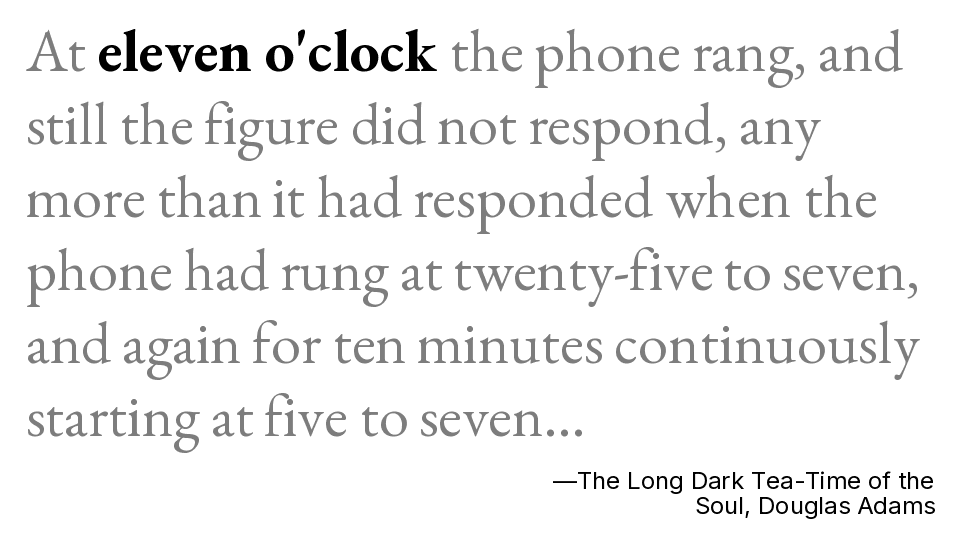 At eleven o'clock the phone rang, and
still the figure did not respond, any
more than it had responded when the
phone had rung at twenty-five to seven,
and again for ten minutes continuously
starting at five to seven...
—The Long Dark Tea-Time of the
Soul, Douglas Adams